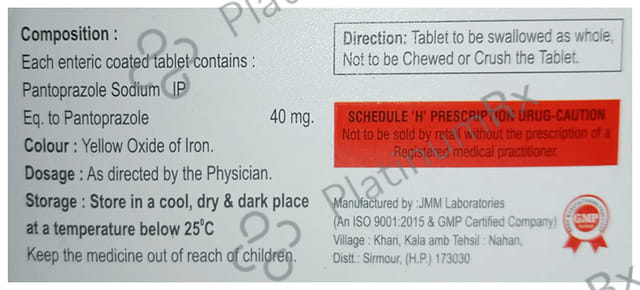 Composition :
Each enteric coated tablet contains :
Pantoprazole Sodium IP
Eq. to Pantoprazole 40 mg.
Colour : Yellow Oxide of Iron.
Dosage : As directed by the Physician.
Storage : Store in a cool, dry & dark place
at a temperature below 25°C
Keep the medicine out of reach of children.
Direction: Tablet to be swallowed as whole,
Not to be Chewed or Crush the Tablet.
SCHEDULE 'H' PRESCRIPTION DRUG-CAUTION
Not to be sold by retail without the prescription of a
Registered medical practitioner.
Manufactured by :JMM Laboratories
(An ISO 9001:2015 & GMP Certified Company)
Village : Khari, Kala amb Tehsil : Nahan,
Distt.: Sirmour, (H.P.) 173030
GMP
PlatinumRx